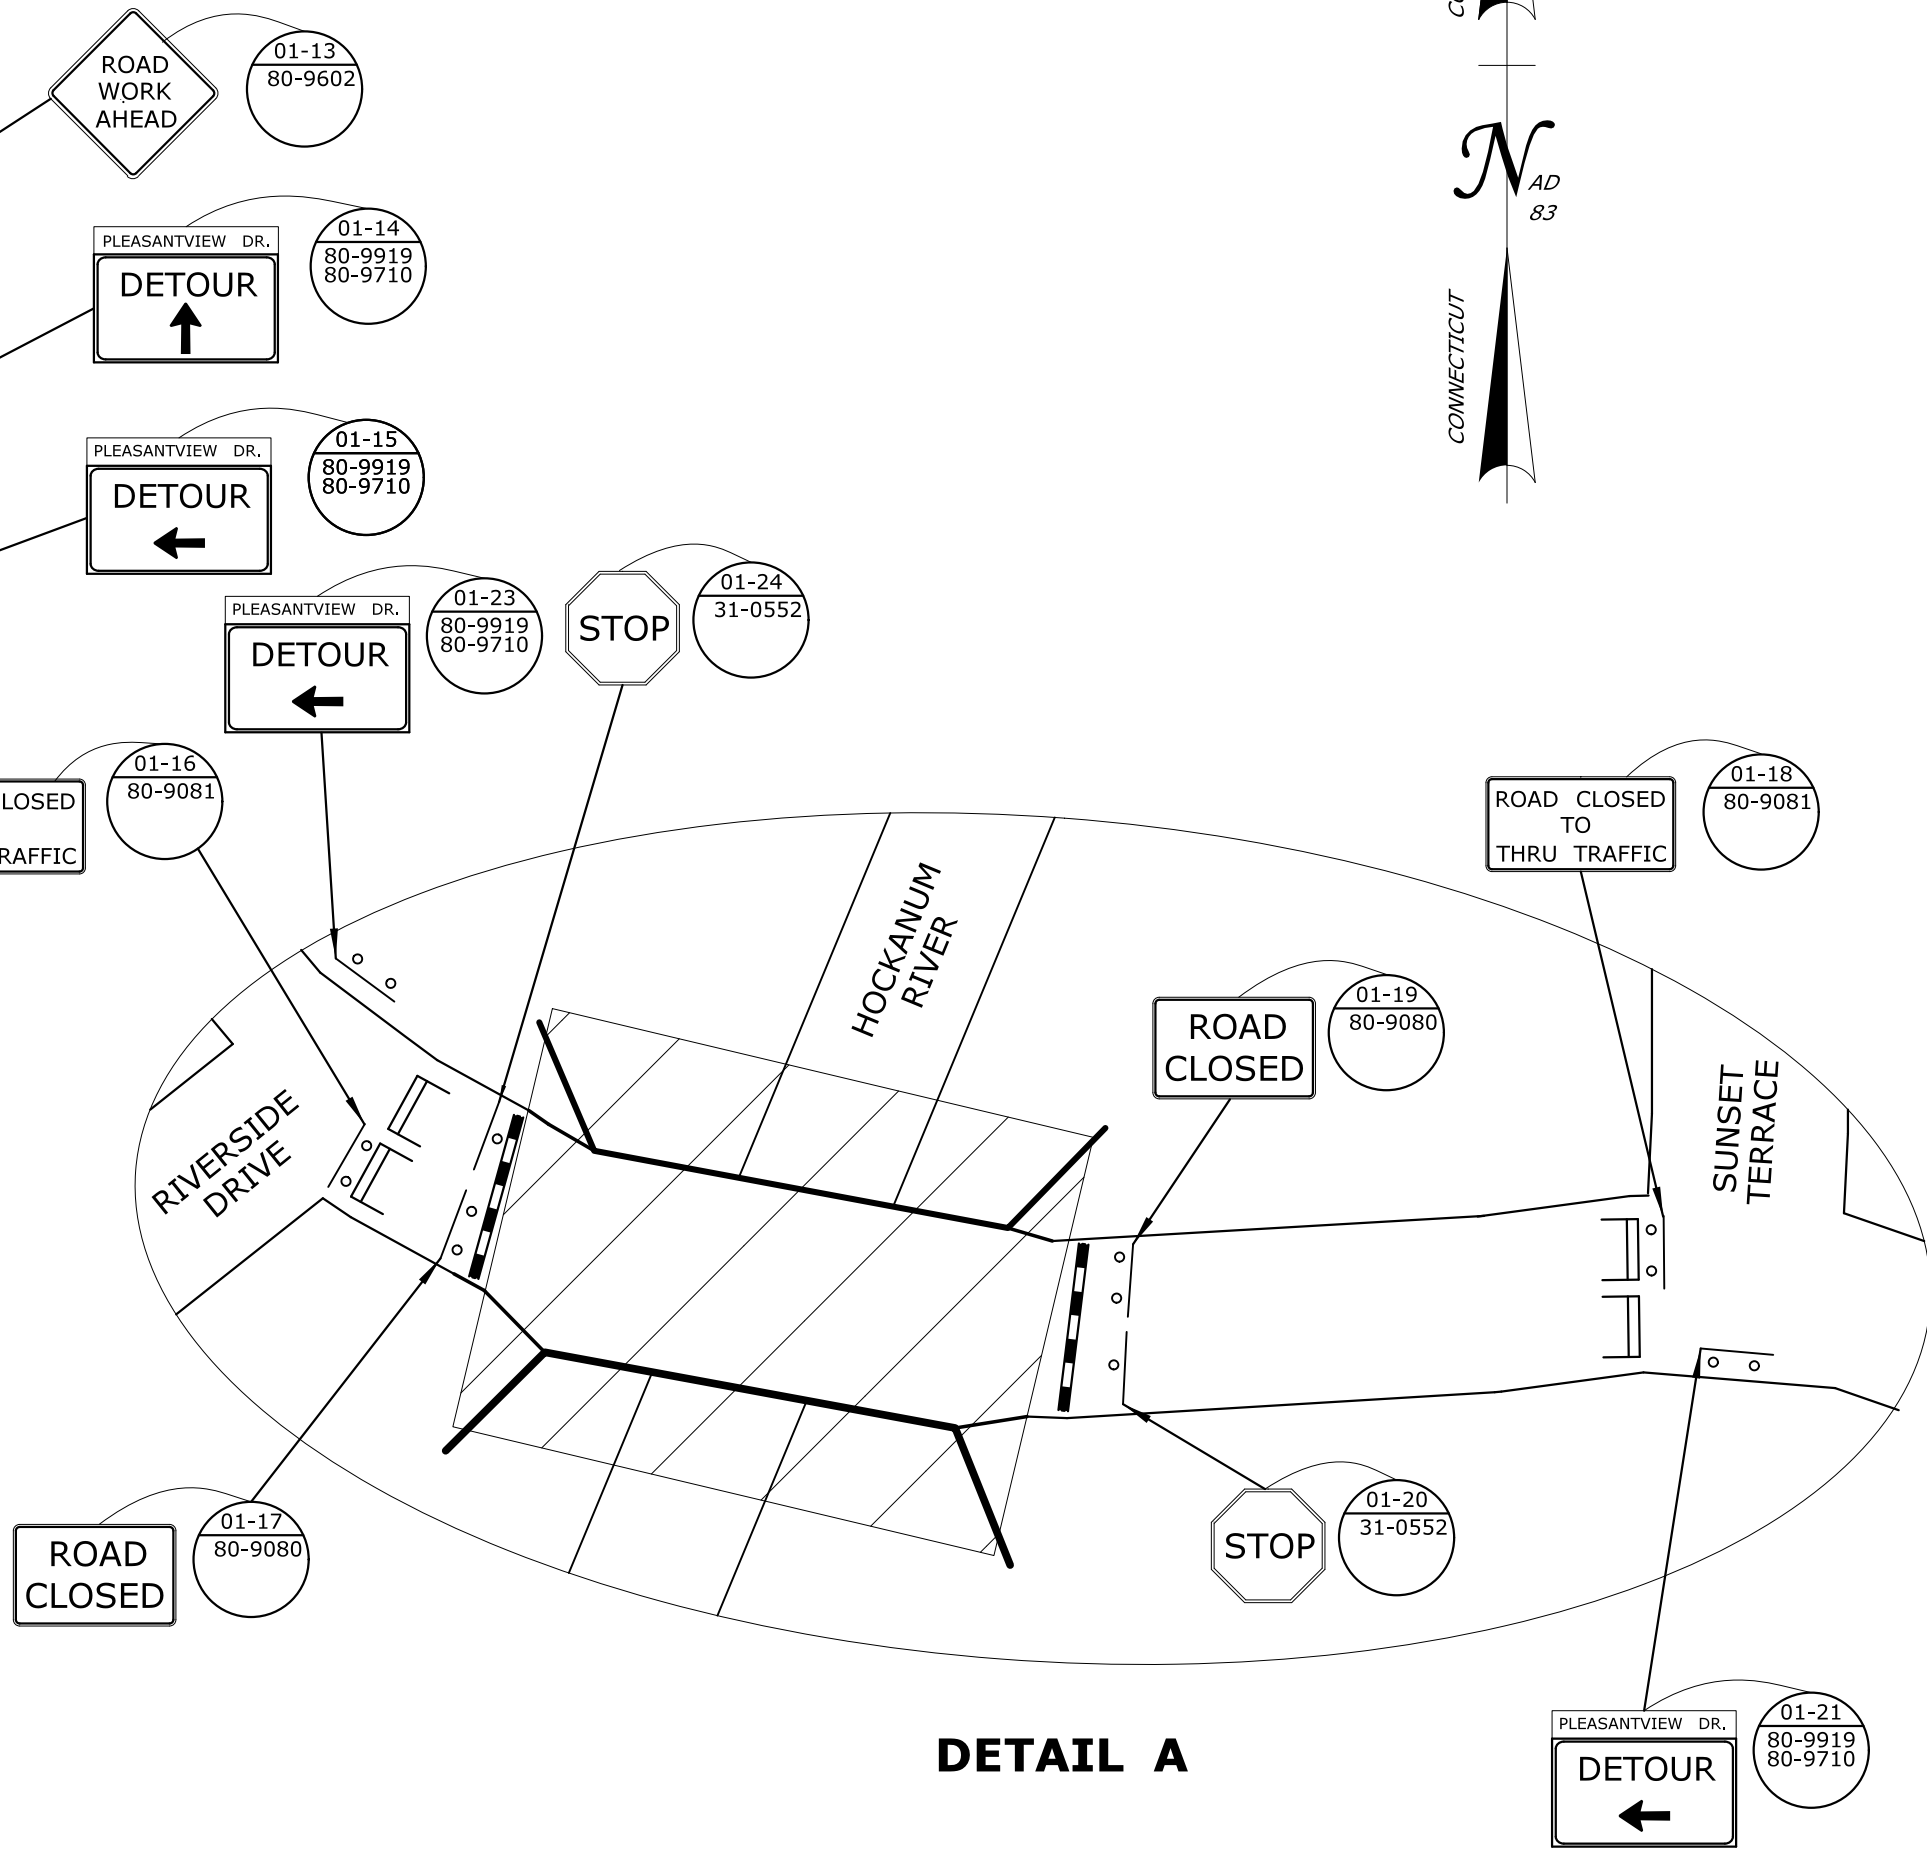 ROAD
WORK
AHEAD
01-13
80-9602
N
AD
83
CONNECTICUT
PLEASANTVIEW DR.
DETOUR
01-14
80-9919
80-9710
PLEASANTVIEW DR.
DETOUR
01-15
80-9919
80-9710
PLEASANTVIEW DR.
DETOUR
01-23
80-9919
80-9710
STOP
01-24
31-0552
LOSED
RAFFIC
01-16
80-9081
ROAD CLOSED
TO
THRU TRAFFIC
01-18
80-9081
HOCKANUM
RIVER
ROAD
CLOSED
01-19
80-9080
SUNSET
TERRACE
RIVERSIDE
DRIVE
ROAD
CLOSED
01-17
80-9080
STOP
01-20
31-0552
PLEASANTVIEW DR.
DETOUR
01-21
80-9919
80-9710
DETAIL A